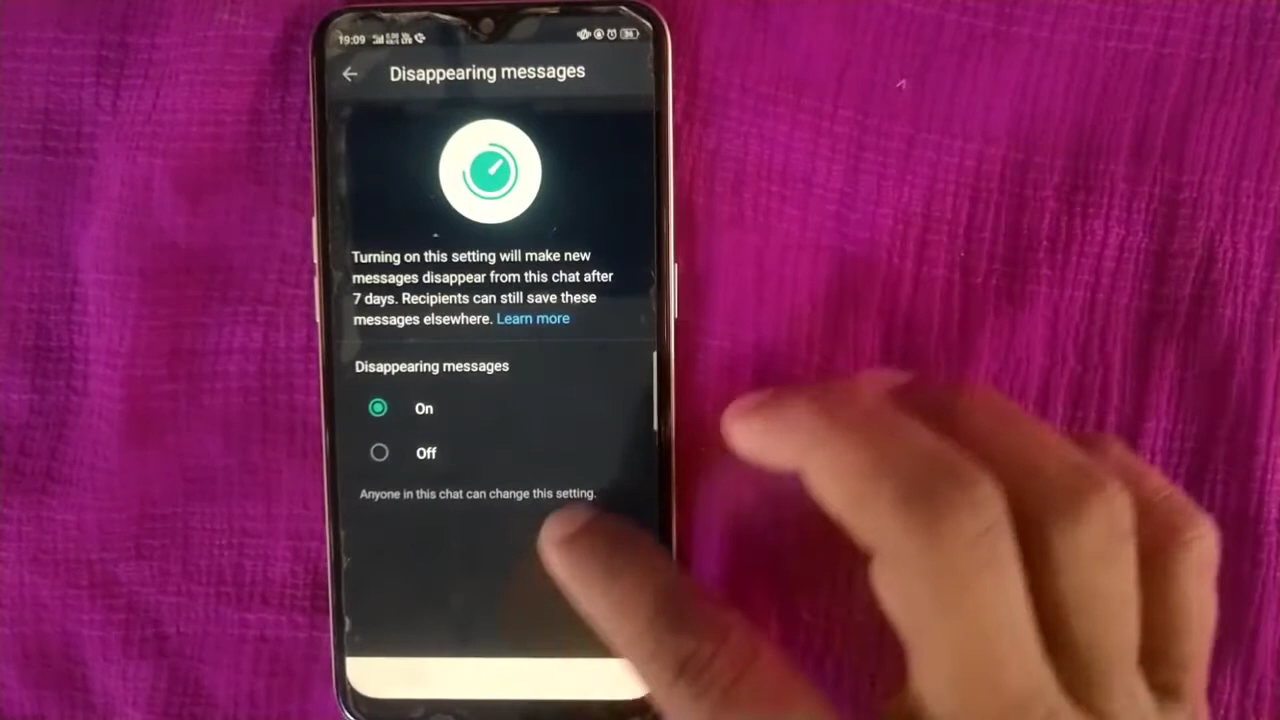 19:09
Disappearing messages
Turning on this setting will make new
messages disappear from this chat after
7 days. Recipients can still save these
messages elsewhere. Learn more
Disappearing messages
On
Off
Anyone in this chat can change this setting.